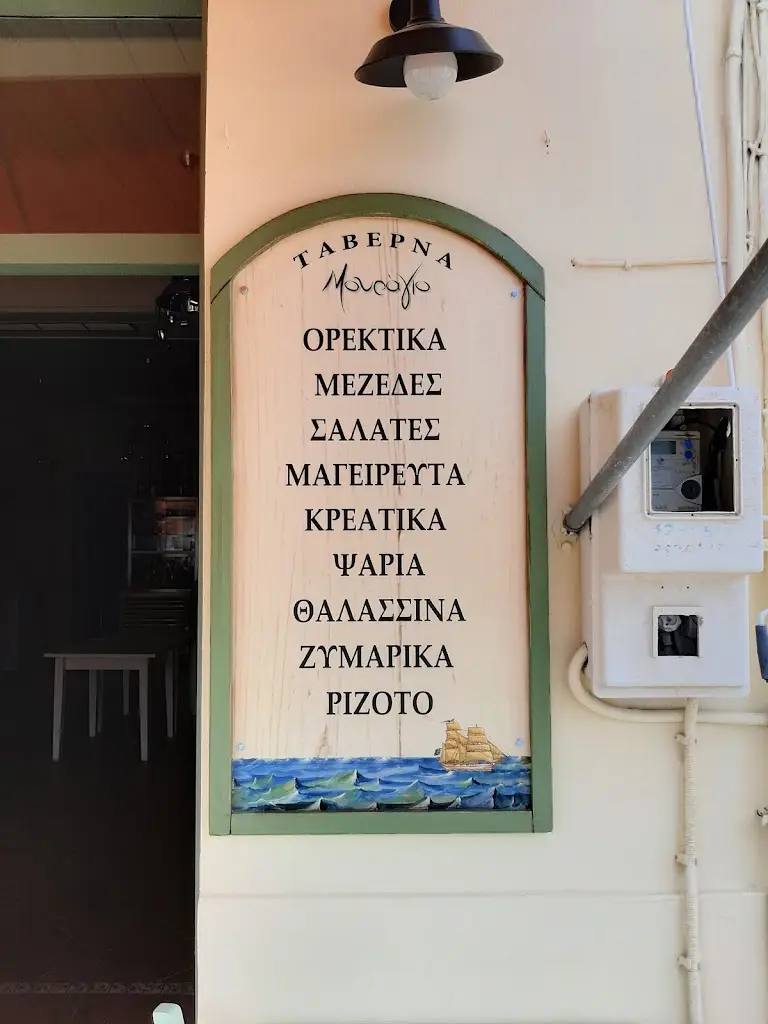 ΤΑΒΕΡΝΑ
Μουράγιο
ΟΡΕΚΤΙΚΑ
ΜΕΖΕΔΕΣ
ΣΑΛΑΤΕΣ
ΜΑΓΕΙΡΕΥΤΑ
ΚΡΕΑΤΙΚΑ
ΨΑΡΙΑ
ΘΑΛΑΣΣΙΝΑ
ΖΥΜΑΡΙΚΑ
ΡΙΖΟΤΟ